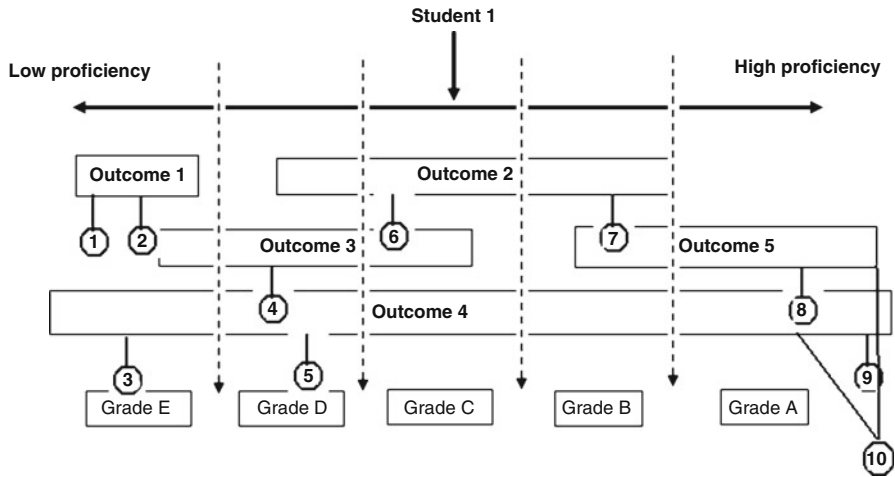 Student 1
Low proficiency
High proficiency
Outcome 1
Outcome 2
1
2
6
7
Outcome 3
Outcome 5
4
8
Outcome 4
3
5
9
Grade E
Grade D
Grade C
Grade B
Grade A
10